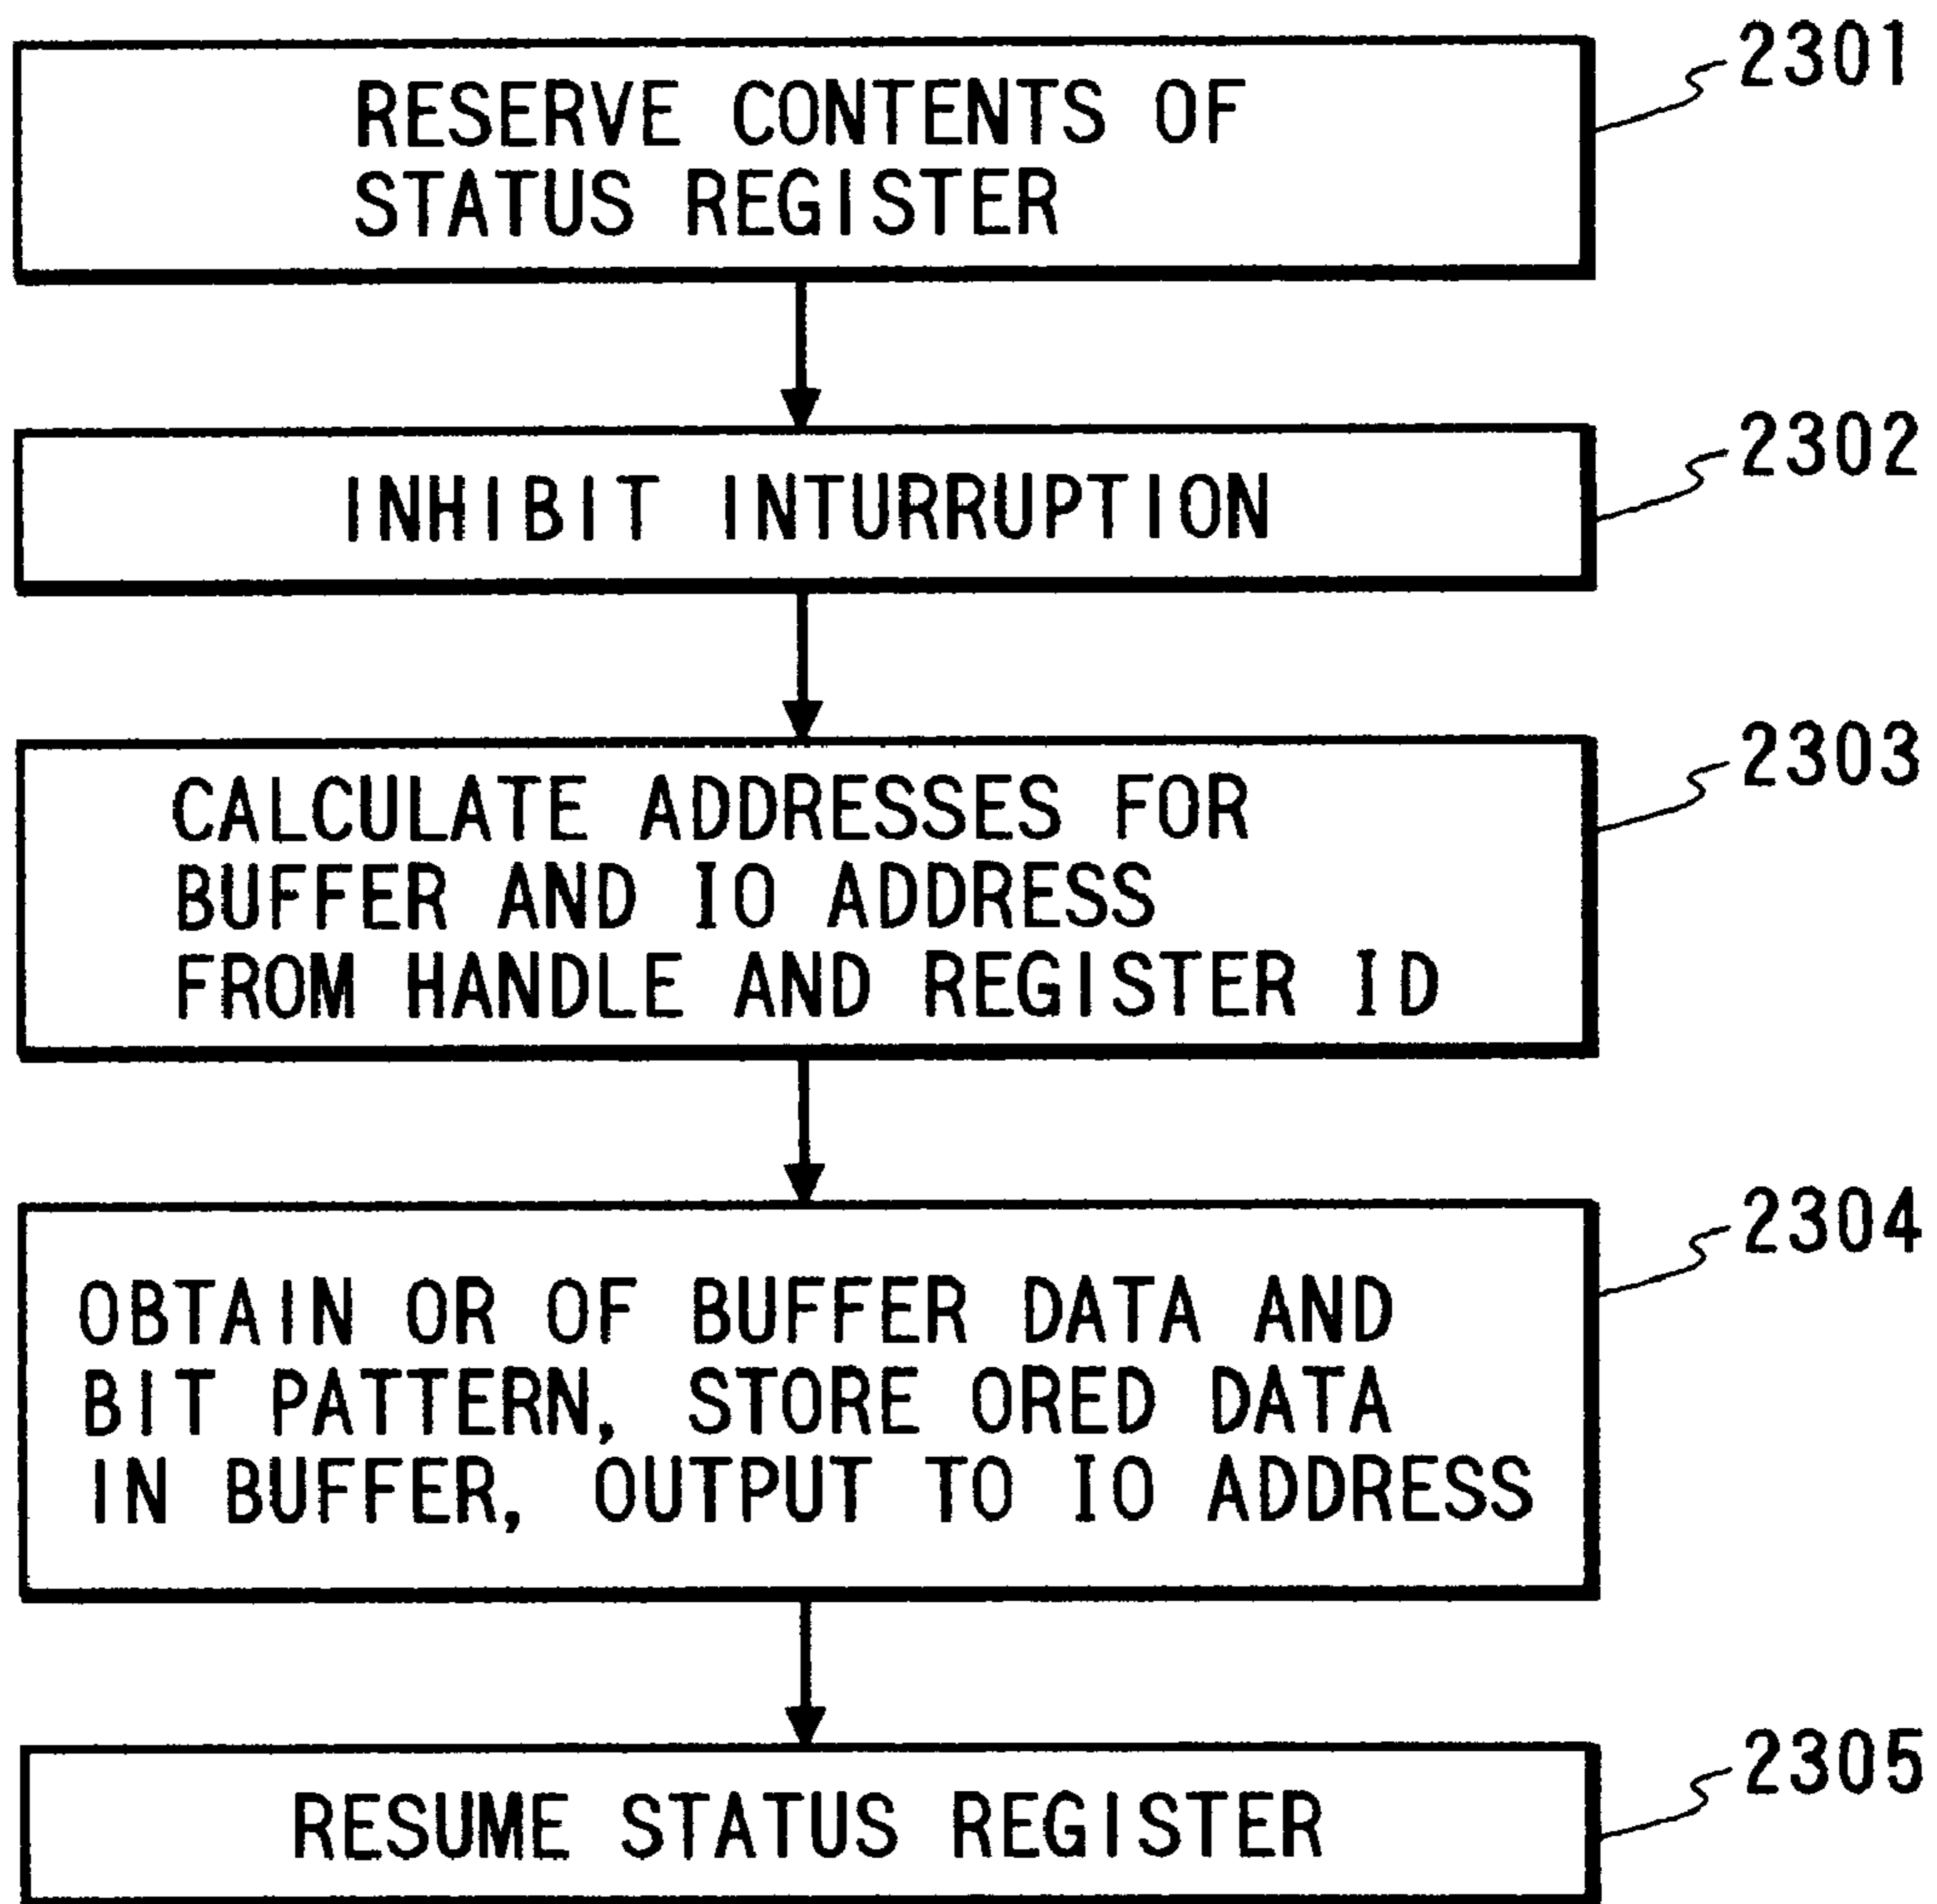 2301
RESERVE CONTENTS OF
STATUS REGISTER
2302
INHIBIT INTURRUPTION
2303
CALCULATE ADDRESSES FOR
BUFFER AND IO ADDRESS
FROM HANDLE AND REGISTER ID
2304
OBTAIN OR OF BUFFER DATA AND
BIT PATTERN, STORE ORED DATA
IN BUFFER, OUTPUT TO IO ADDRESS
2305
RESUME STATUS REGISTER